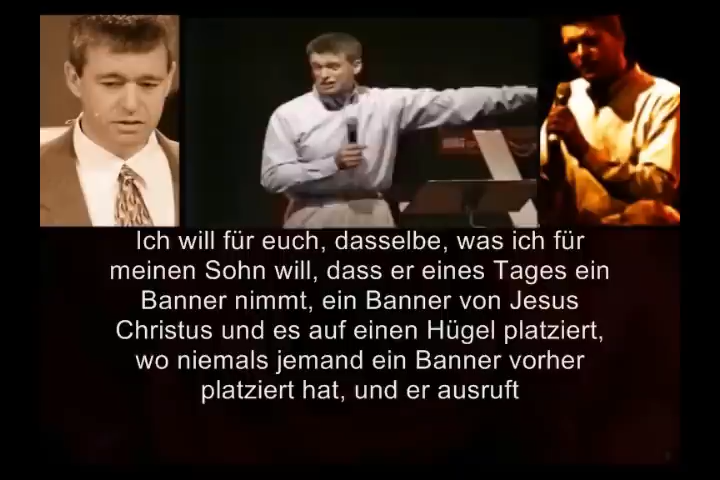 Ich will für euch, dasselbe, was ich für
meinen Sohn will, dass er eines Tages ein
Banner nimmt, ein Banner von Jesus
Christus und es auf einen Hügel platziert,
wo niemals jemand ein Banner vorher
platziert hat, und er ausruft